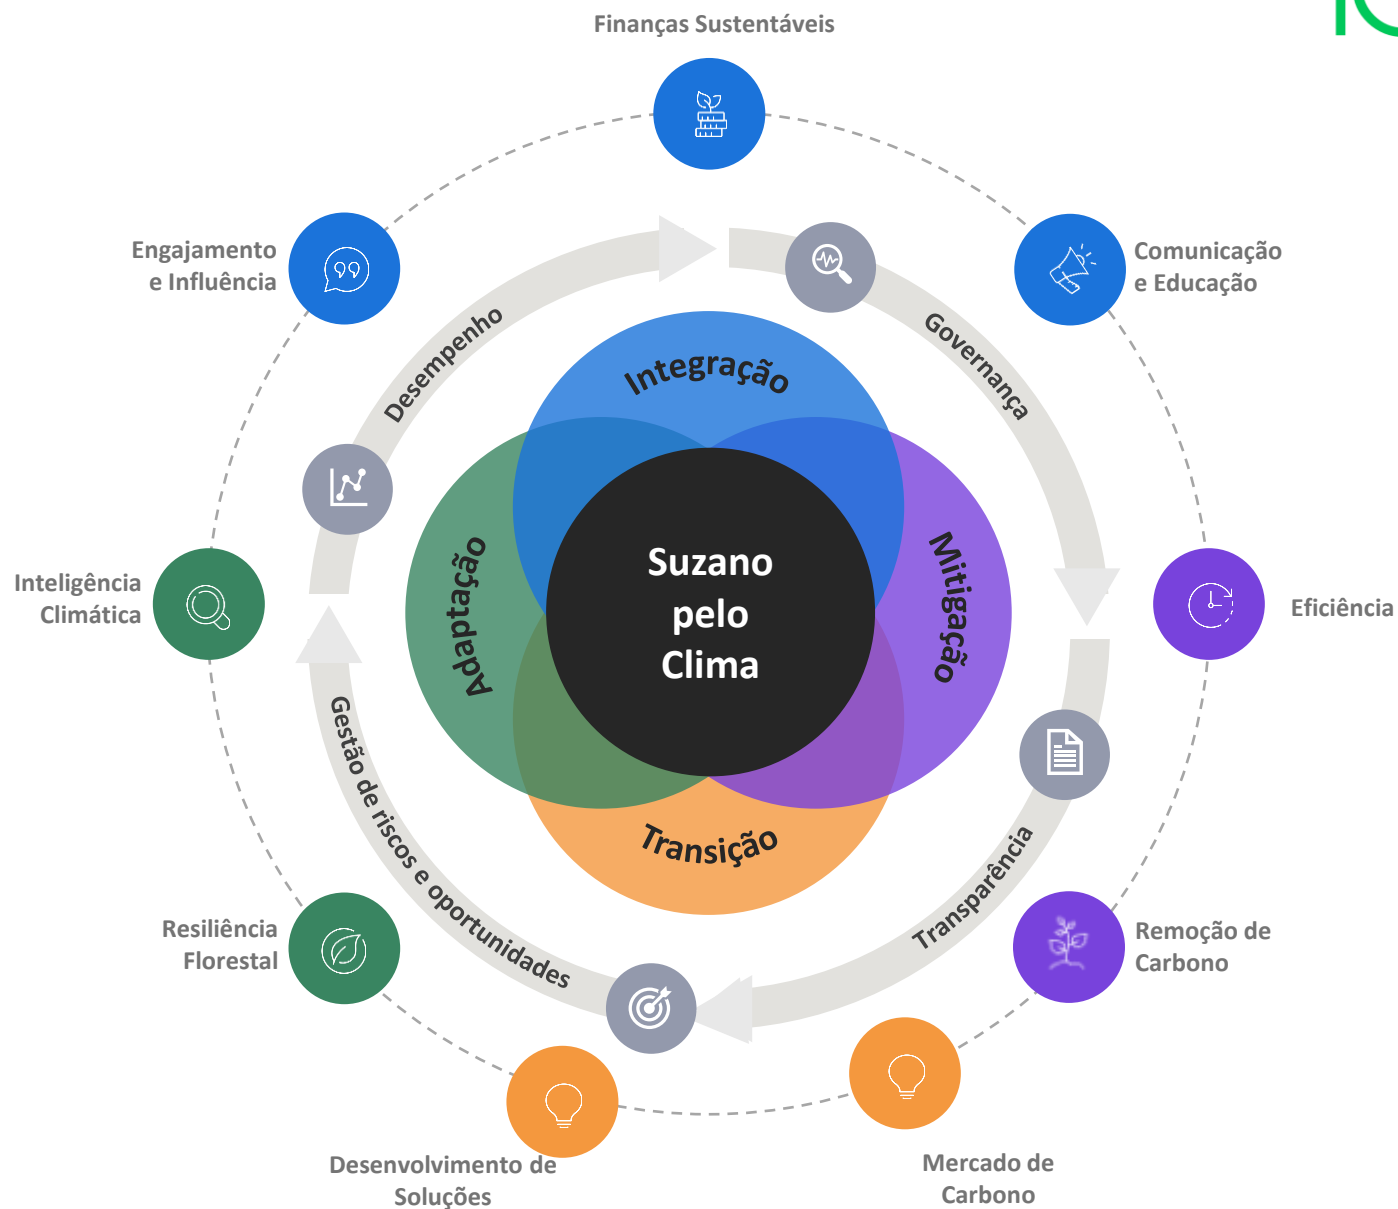 Finanças Sustentáveis
Engajamento
e Influência
Comunicação
e Educação
Desempenho
Governança
Integração
Adaptação
Mitigação
Suzano
pelo
Clima
Inteligência
Climática
Eficiência
Transição
Gestão de riscos e oportunidades
Transparência
Resiliência
Florestal
Remoção de
Carbono
Desenvolvimento de
Soluções
Mercado de
Carbono